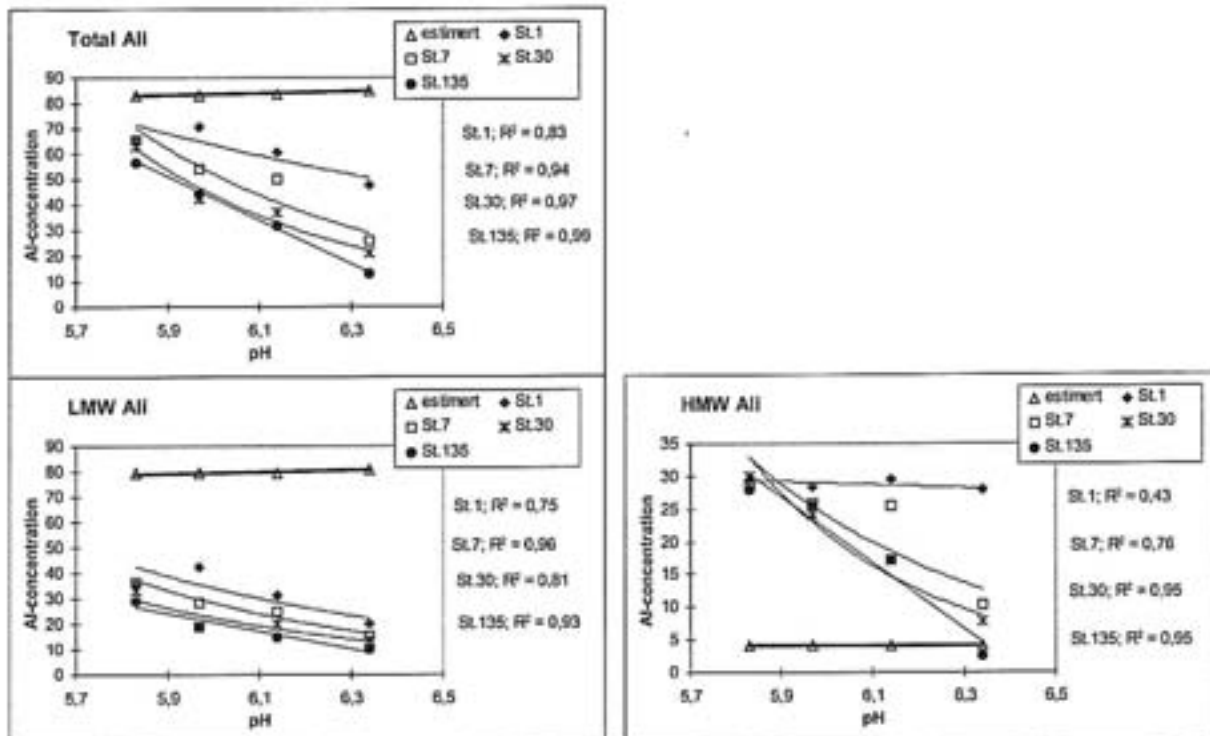 Total Ali
△ estimert ◆ St.1
□ St.7 ж St.30
● St.135
Al-concentration
90
80
70
60
50
40
30
20
10
0
5,7 5,9 6,1 6,3 6,5
pH
St.1; R² = 0,83
St.7; R² = 0,94
St.30; R² = 0,97
St.135; R² = 0,99
LMW Ali
△ estimert ◆ St.1
□ St.7 ж St.30
● St.135
Al-concentration
90
80
70
60
50
40
30
20
10
0
5,7 5,9 6,1 6,3 6,5
pH
St.1; R² = 0,75
St.7; R² = 0,96
St.30; R² = 0,81
St.135; R² = 0,93
HMW Ali
△ estimert ◆ St.1
□ St.7 ж St.30
● St.135
Al-concentration
35
30
25
20
15
10
5
0
5,7 5,9 6,1 6,3 6,5
pH
St.1; R² = 0,43
St.7; R² = 0,76
St.30; R² = 0,95
St.135; R² = 0,95